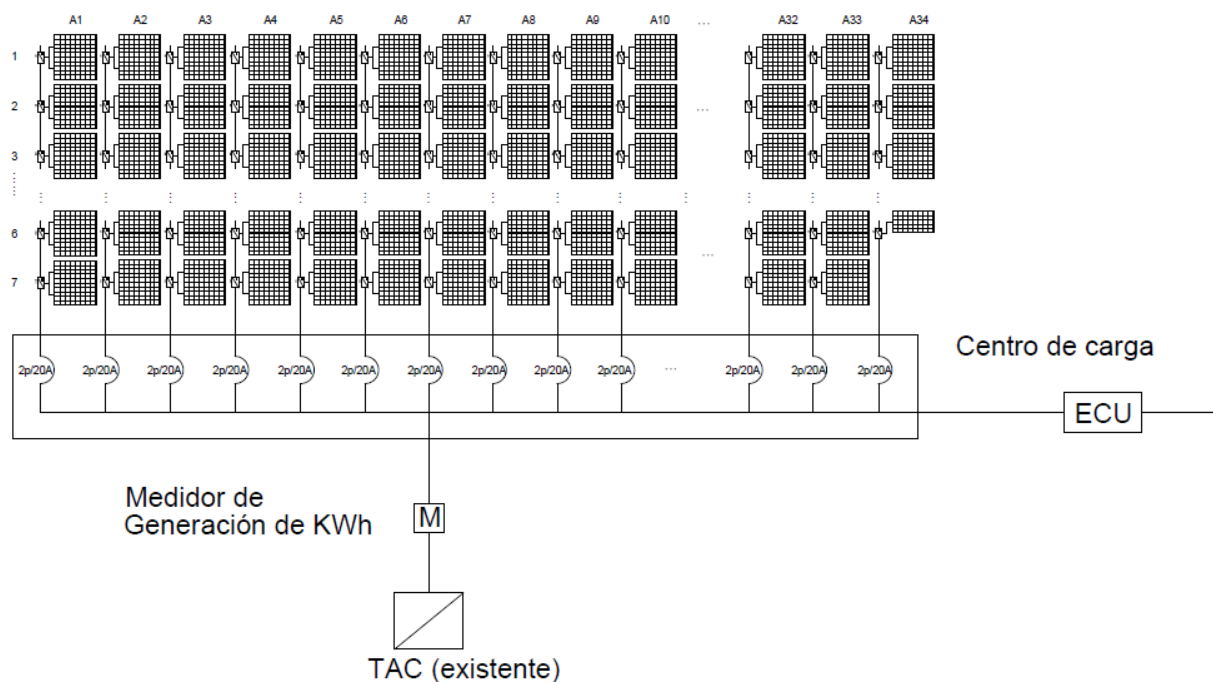 A1 A2 A3 A4 A5 A6 A7 A8 A9 A10 ... A32 A33 A34
1
2 ...
3
6
7 ...
2p/20A 2p/20A 2p/20A 2p/20A 2p/20A 2p/20A 2p/20A 2p/20A 2p/20A 2p/20A ... 2p/20A 2p/20A 2p/20A
Centro de carga
ECU
Medidor de
Generación de KWh
M
TAC (existente)